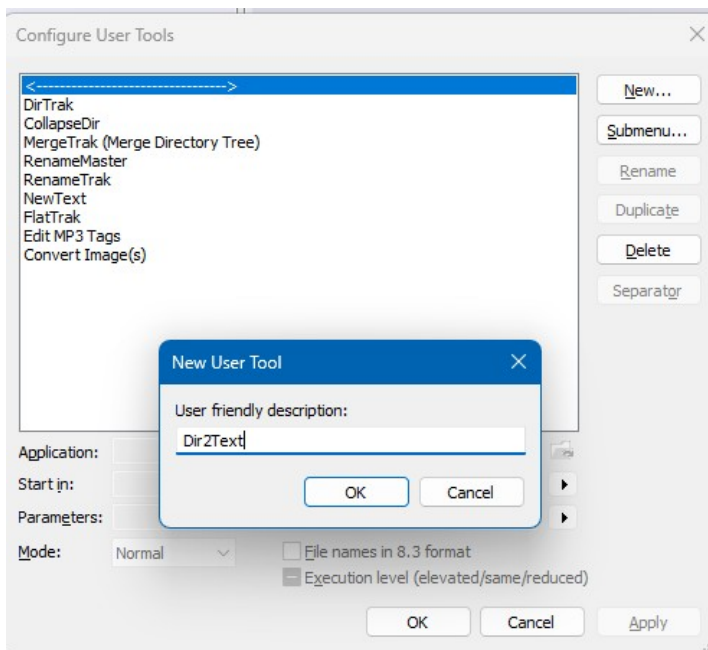 Configure User Tools
<-------------------------------->
DirTrak
CollapseDir
MergeTrak (Merge Directory Tree)
RenameMaster
RenameTrak
NewText
FlatTrak
Edit MP3 Tags
Convert Image(s)
New...
Submenu...
Rename
Duplicate
Delete
Separator
New User Tool
User friendly description:
Dir2Text
OK Cancel
Application:
Start in:
Parameters:
Mode: Normal
File names in 8.3 format
Execution level (elevated/same/reduced)
OK Cancel Apply